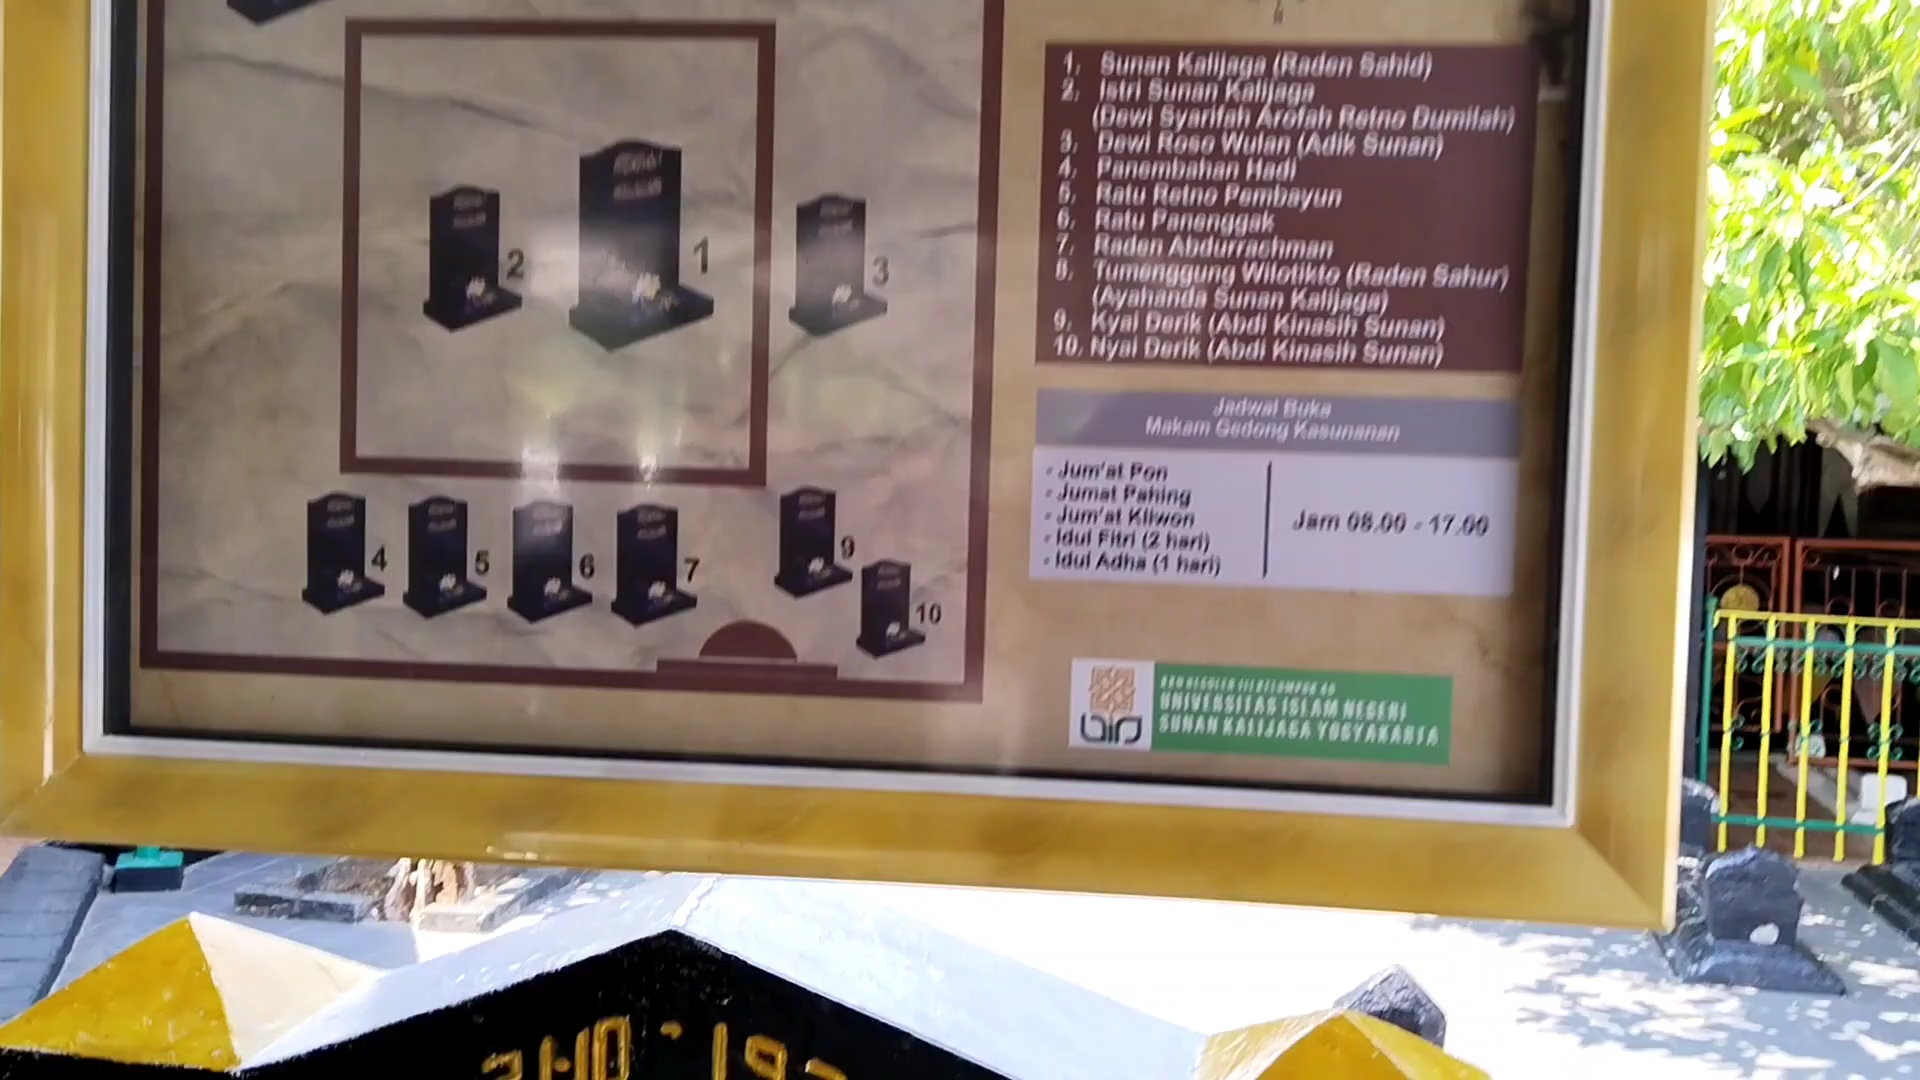 2
1
3
4
5
6
7
9
10
1. Sunan Kalijaga (Raden Sahid)
2. Istri Sunan Kalijaga
(Dewi Syarifah Arofah Retno Dumilah)
3. Dewi Roso Wulan (Adik Sunan)
4. Panembahan Hadi
5. Ratu Retno Pembayun
6. Ratu Panenggak
7. Raden Abdurrachman
8. Tumenggung Wilotikto (Raden Sahur)
(Ayahanda Sunan Kalijaga)
9. Kyai Derik (Abdi Kinasih Sunan)
10. Nyai Derik (Abdi Kinasih Sunan)
Jadwal Buka
Makam Gedong Kasunanan
- Jum'at Pon
- Jumat Pahing
- Jum'at Kliwon
- Idul Fitri (2 hari)
- Idul Adha (1 hari)
Jam 08.00 - 17.00
UNIVERSITAS ISLAM NEGERI
SUNAN KALIJAGA YOGYAKARTA